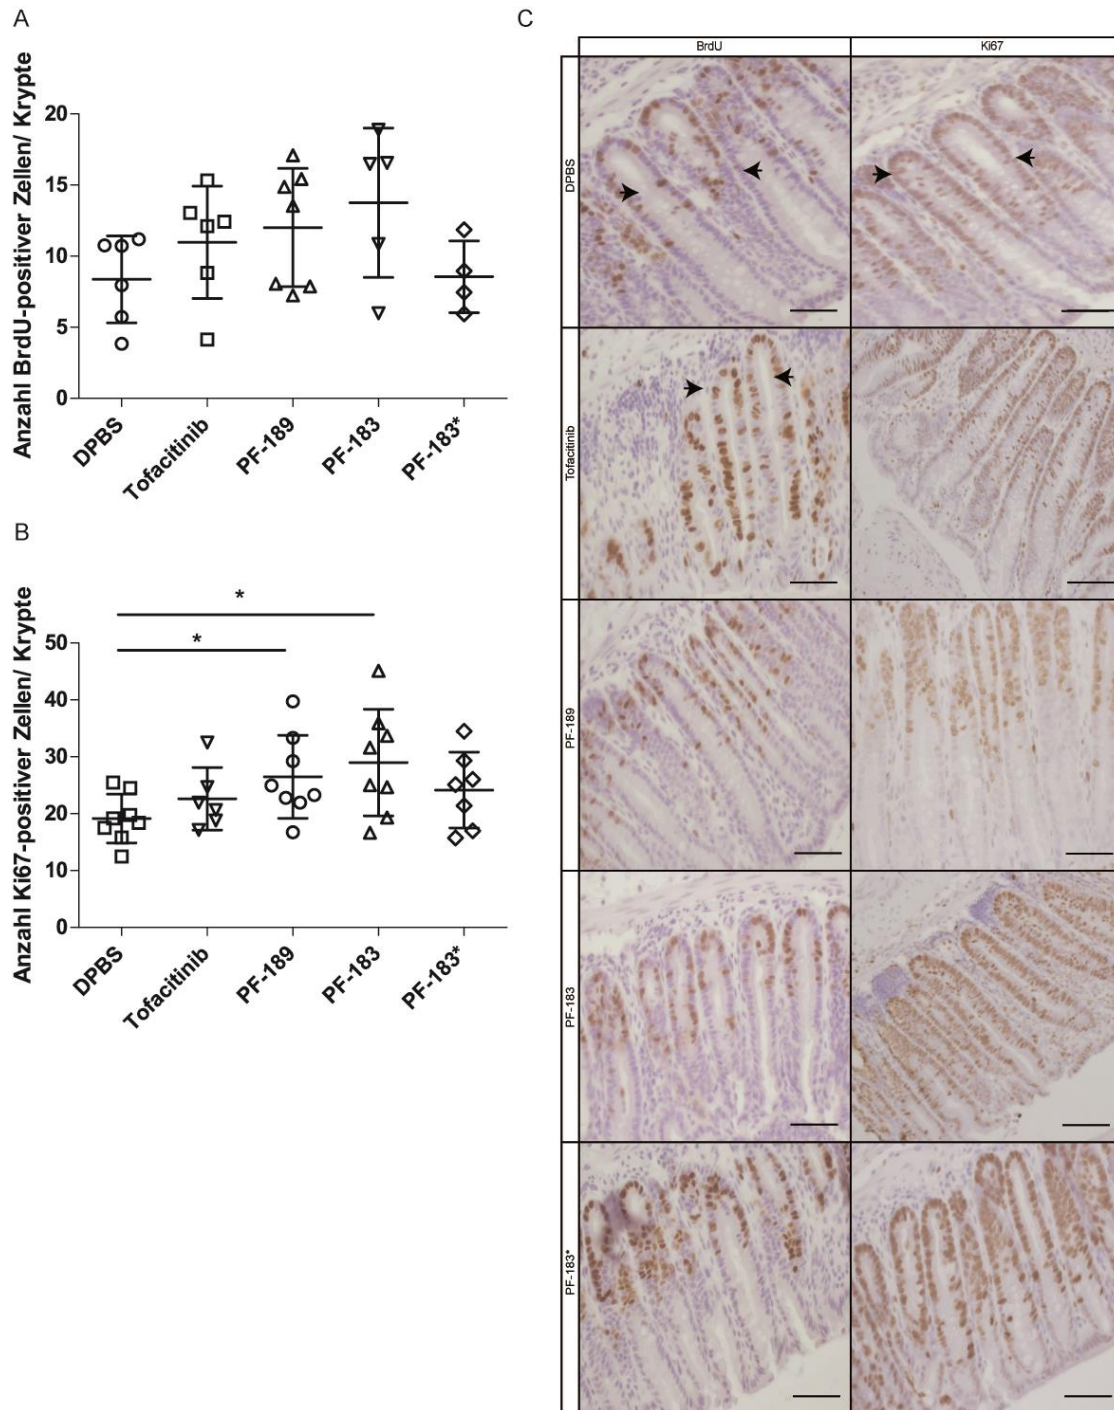 A
Anzahl BrdU-positiver Zellen/ Krypte
20
15
10
5
0
DPBS
Tofacitinib
PF-189
PF-183
PF-183*
B
Anzahl Ki67-positiver Zellen/ Krypte
*
*
50
40
30
20
10
0
DPBS
Tofacitinib
PF-189
PF-183
PF-183*
C
BrdU
Ki67
DPBS
Tofacitinib
PF-189
PF-183
PF-183*